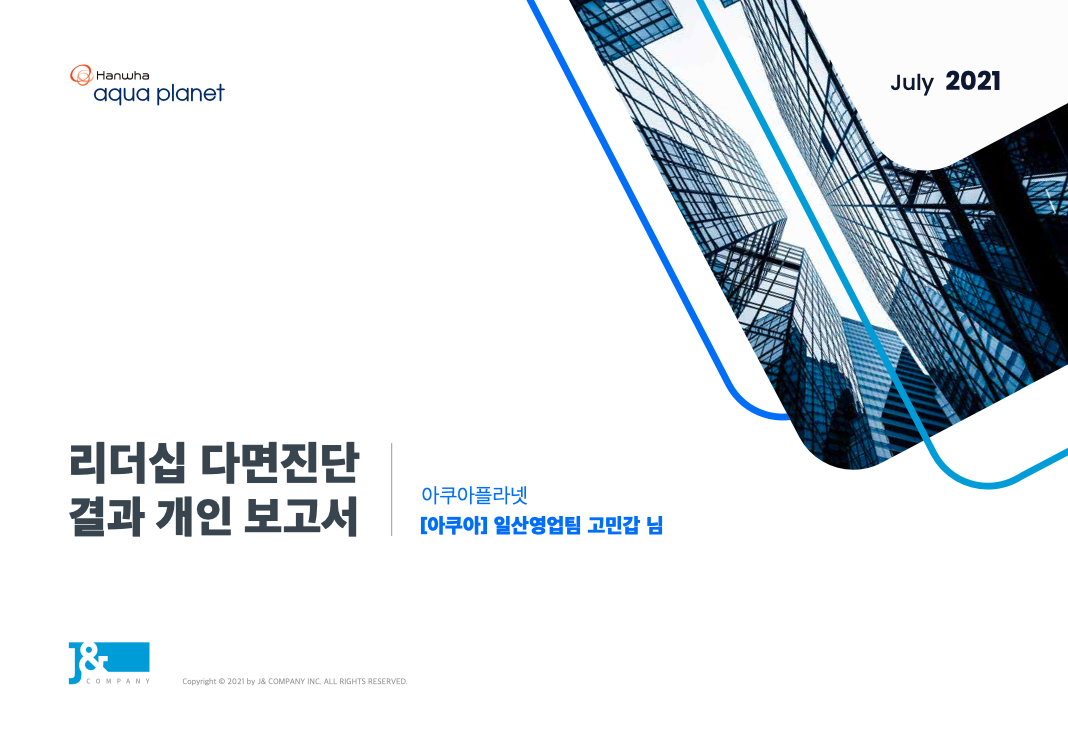 Hanwha
aqua planet
July 2021
리더십 다면진단
결과 개인 보고서
아쿠아플라넷
[아쿠아] 일산영업팀 고민갑 님
J&
COMPANY
Copyright © 2021 by J& COMPANY INC. ALL RIGHTS RESERVED.